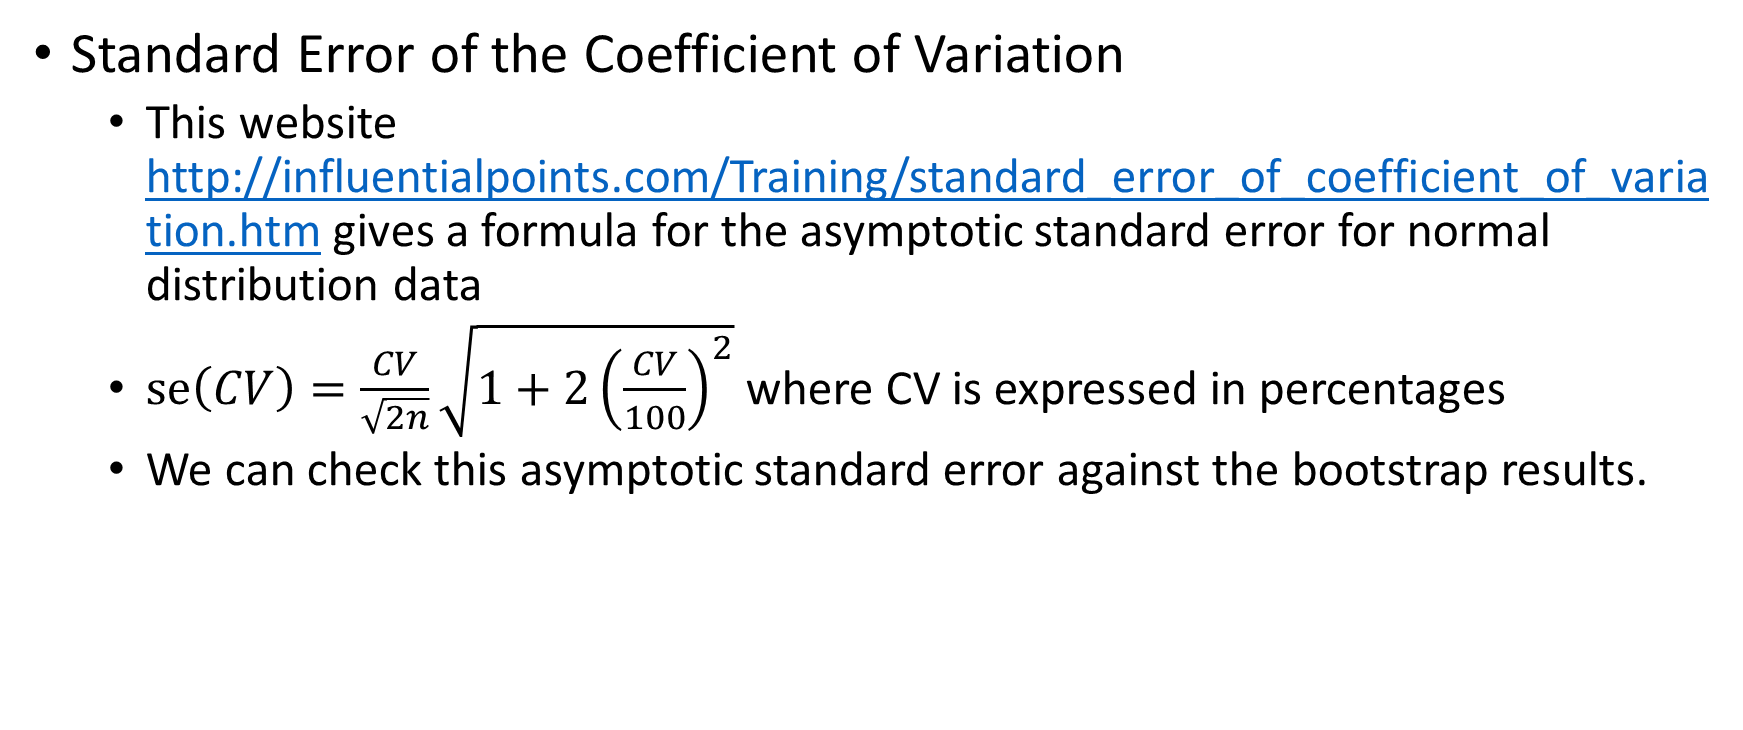 • Standard Error of the Coefficient of Variation
• This website
http://influentialpoints.com/Training/standard_error_of_coefficient_of_varia
tion.htm gives a formula for the asymptotic standard error for normal
distribution data
• se(CV) = CV/√2n √(1 + 2(CV/100)²) where CV is expressed in percentages
• We can check this asymptotic standard error against the bootstrap results.